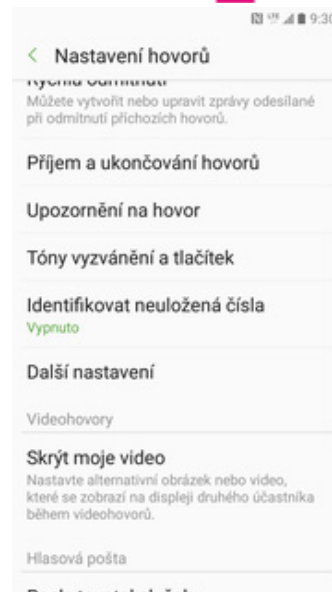 9:30
Nastavení hovorů
Můžete vytvořit nebo upravit zprávy odesílané
při odmítnutí příchozích hovorů.
Příjem a ukončování hovorů
Upozornění na hovor
Tóny vyzvánění a tlačítek
Identifikovat neuložená čísla
Vypnuto
Další nastavení
Videohovory
Skrýt moje video
Nastavte alternativní obrázek nebo video,
které se zobrazí na displeji druhého účastníka
během videohovorů.
Hlasová pošta